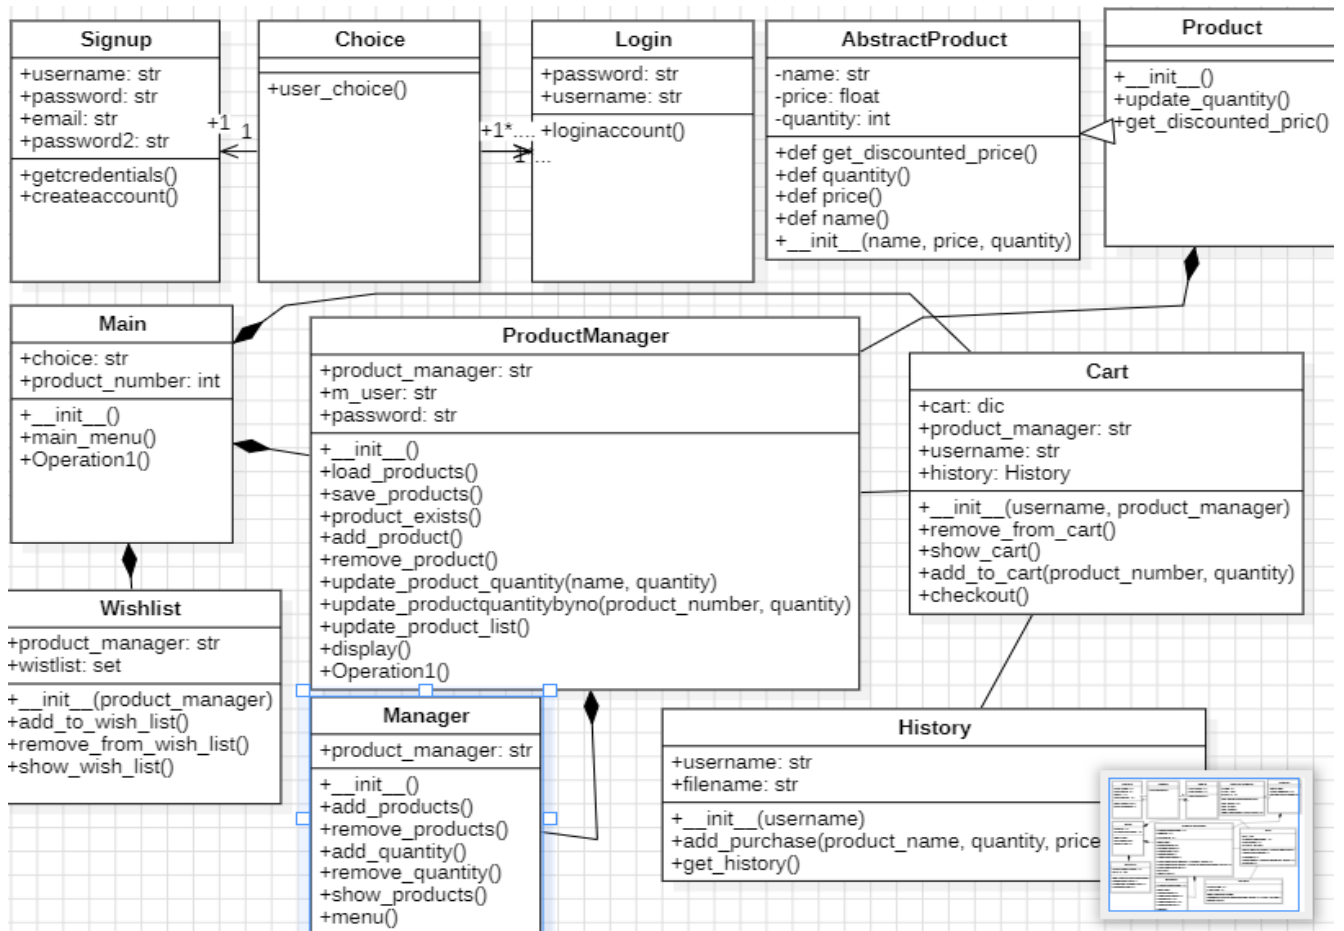 Signup
+username: str
+password: str
+email: str
+password2: str
+getcredentials()
+createaccount()
+1
1
Choice
+user_choice()
+1*....
1 ...
Login
+password: str
+username: str
+loginaccount()
AbstractProduct
-name: str
-price: float
-quantity: int
+def get_discounted_price()
+def quantity()
+def price()
+def name()
+__init__(name, price, quantity)
Product
+__init__()
+update_quantity()
+get_discounted_pric()
Main
+choice: str
+product_number: int
+__init__()
+main_menu()
+Operation1()
ProductManager
+product_manager: str
+m_user: str
+password: str
+__init__()
+load_products()
+save_products()
+product_exists()
+add_product()
+remove_product()
+update_product_quantity(name, quantity)
+update_productquantitybyno(product_number, quantity)
+update_product_list()
+display()
+Operation1()
Cart
+cart: dic
+product_manager: str
+username: str
+history: History
+__init__(username, product_manager)
+remove_from_cart()
+show_cart()
+add_to_cart(product_number, quantity)
+checkout()
Wishlist
+product_manager: str
+wistlist: set
+__init__(product_manager)
+add_to_wish_list()
+remove_from_wish_list()
+show_wish_list()
Manager
+product_manager: str
+__init__()
+add_products()
+remove_products()
+add_quantity()
+remove_quantity()
+show_products()
+menu()
History
+username: str
+filename: str
+__init__(username)
+add_purchase(product_name, quantity, price
+get_history()